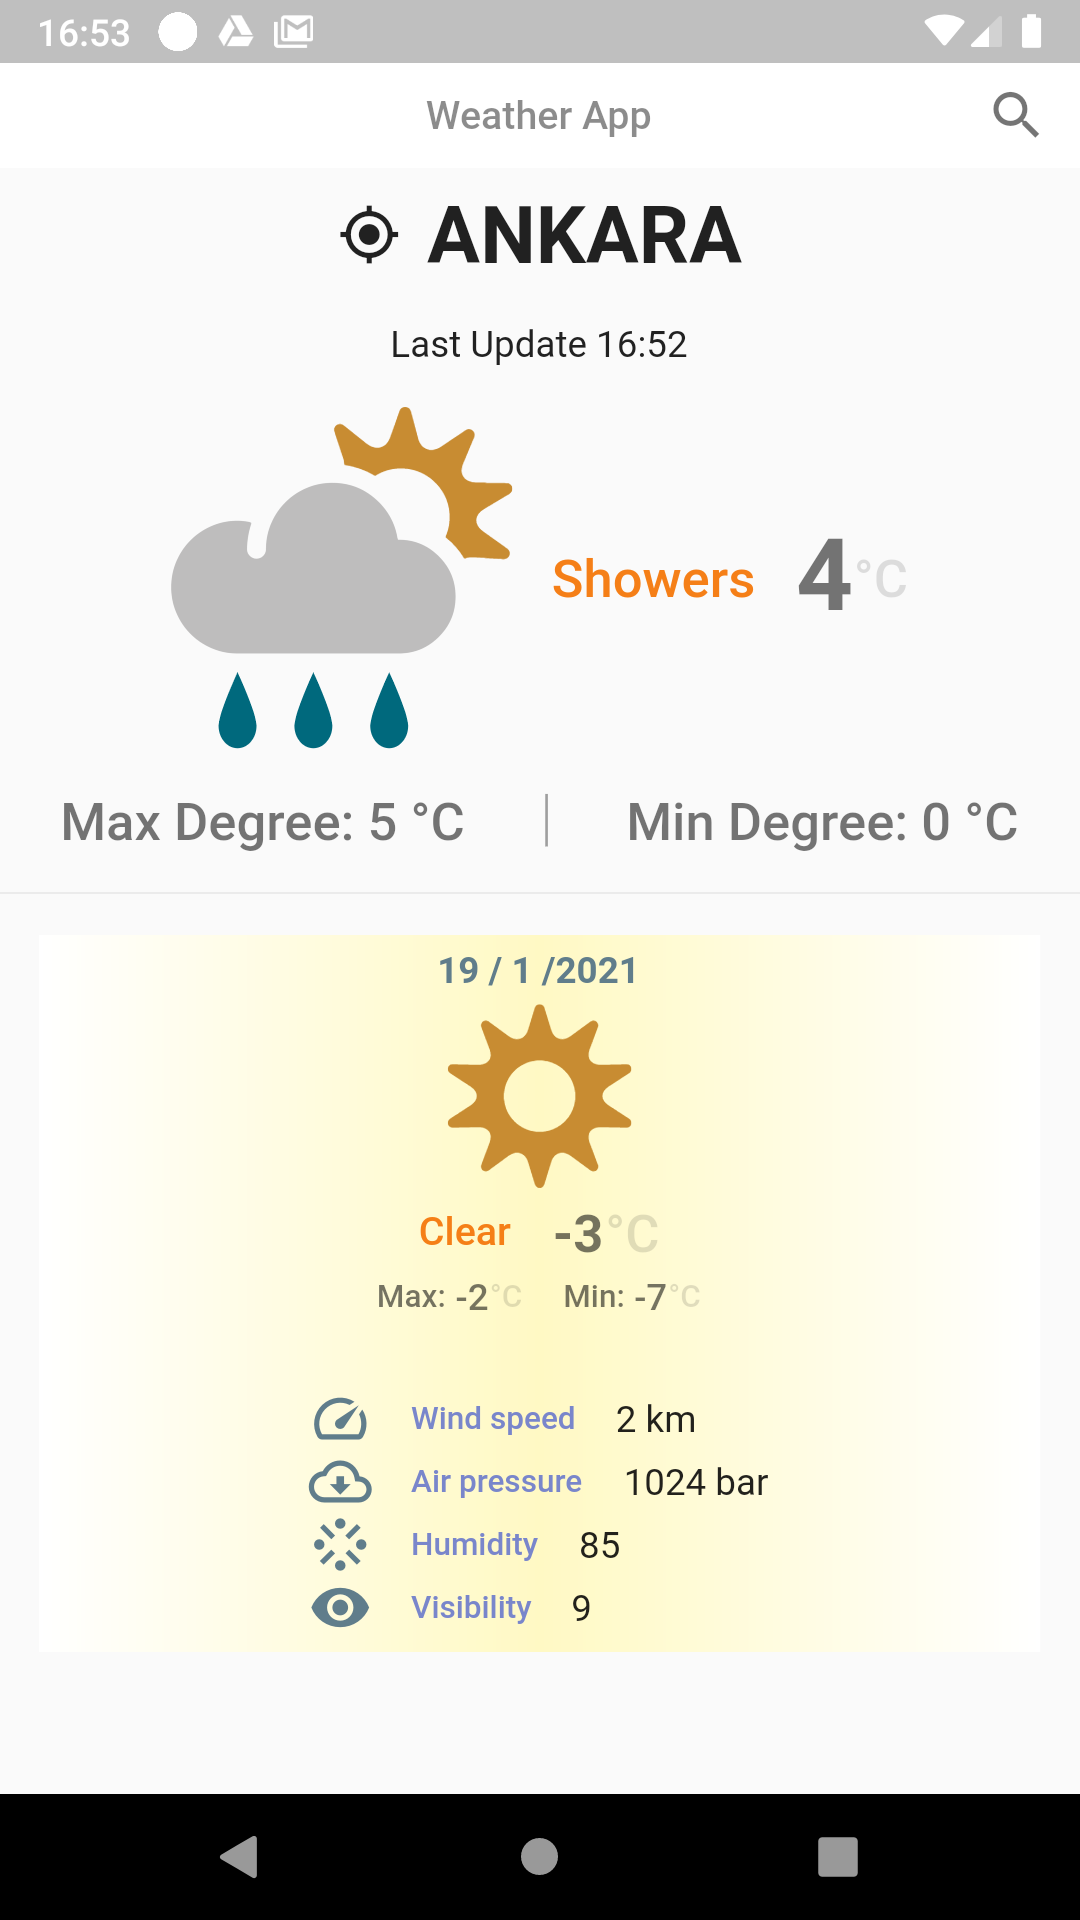 16:53
Weather App
ANKARA
Last Update 16:52
Showers 4 °C
Max Degree: 5 °C Min Degree: 0 °C
19 / 1 /2021
Clear -3 °C
Max: -2 °C Min: -7 °C
Wind speed 2 km
Air pressure 1024 bar
Humidity 85
Visibility 9